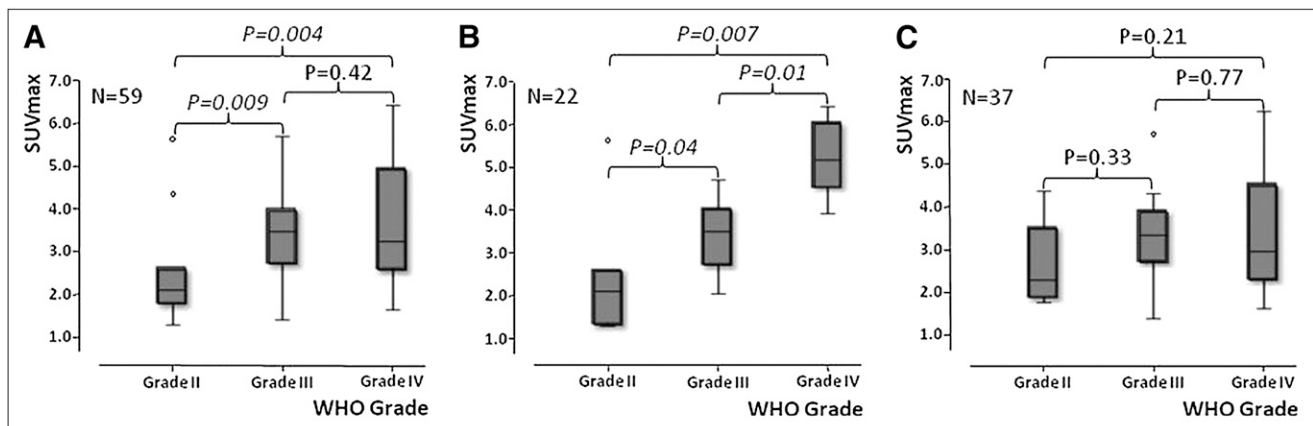 A
P=0.004
P=0.42
P=0.009
N=59
SUVmax
7.0
6.0
5.0
4.0
3.0
2.0
1.0
Grade II
Grade III
Grade IV
WHO Grade
B
P=0.007
P=0.01
P=0.04
N=22
SUVmax
7.0
6.0
5.0
4.0
3.0
2.0
1.0
Grade II
Grade III
Grade IV
WHO Grade
C
P=0.21
P=0.77
P=0.33
N=37
SUVmax
7.0
6.0
5.0
4.0
3.0
2.0
1.0
Grade II
Grade III
Grade IV
WHO Grade